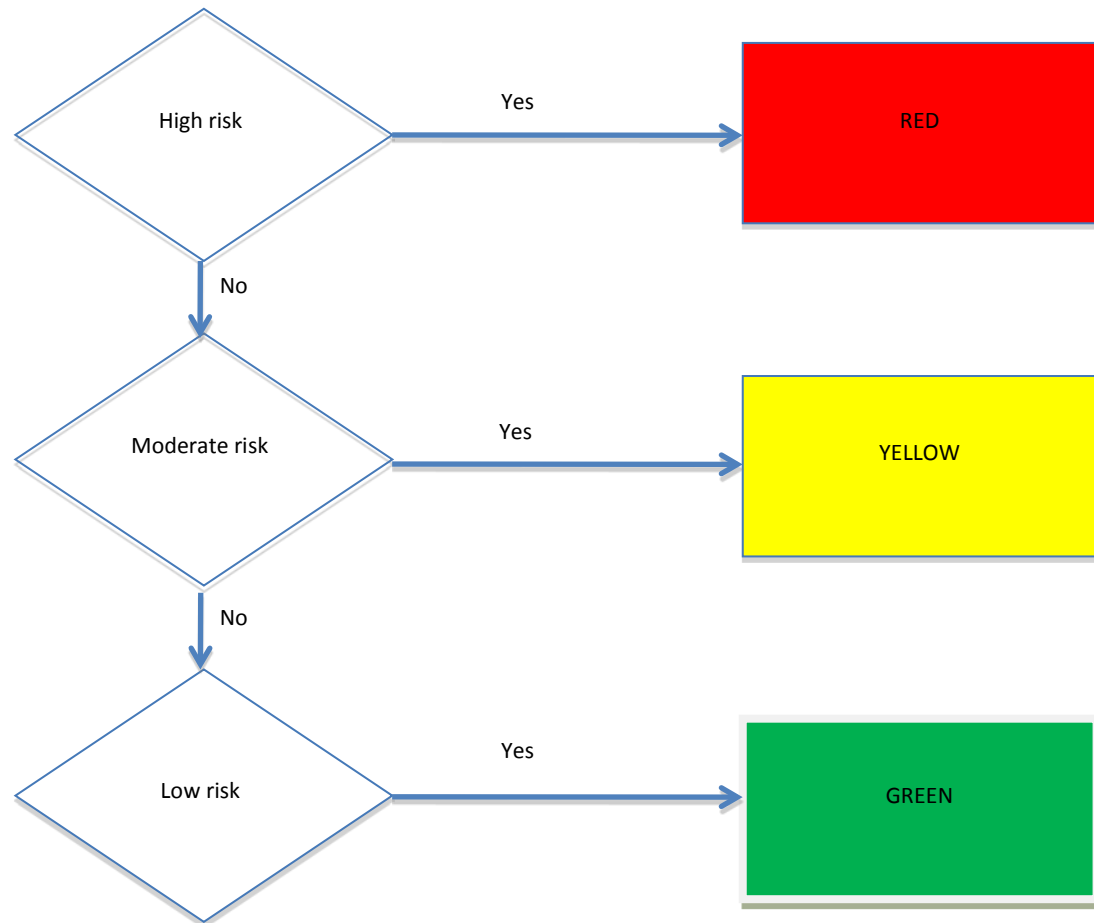 High risk
Yes
RED
No
Moderate risk
Yes
YELLOW
No
Low risk
Yes
GREEN